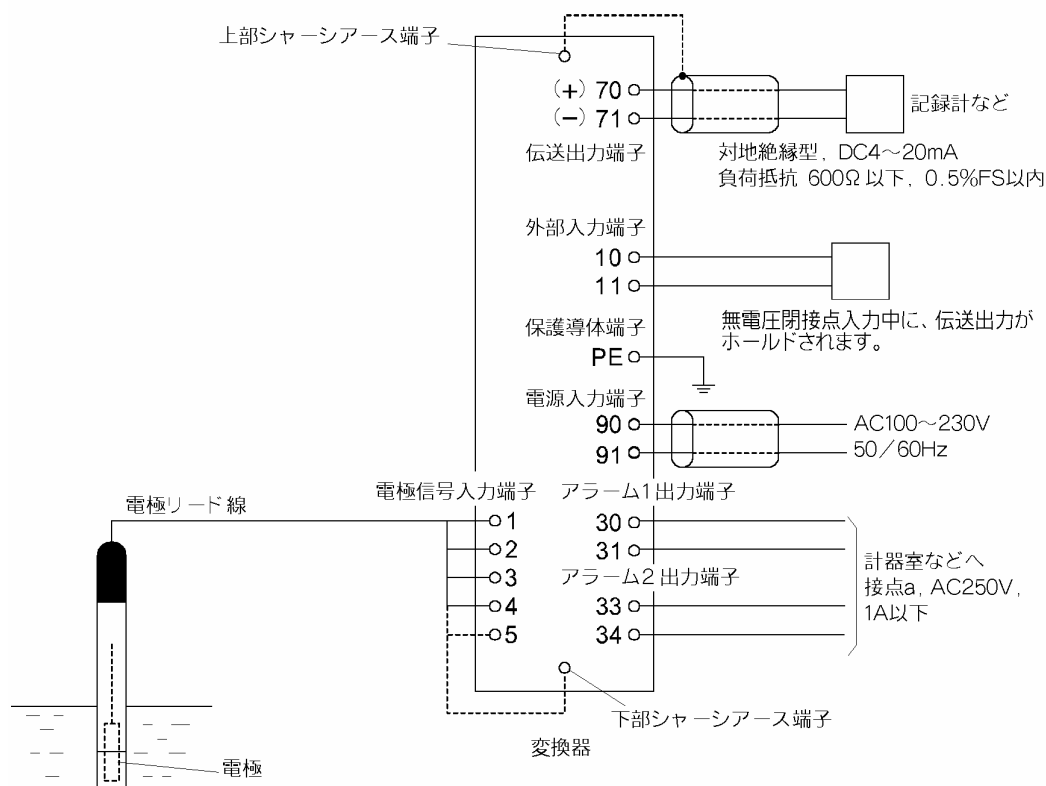 上部シャーシアース端子
(+) 70
(−) 71
記録計など
伝送出力端子
対地絶縁型, DC4～20mA
負荷抵抗 600Ω以下, 0.5%FS以内
外部入力端子
10
11
無電圧閉接点入力中に、伝送出力が
ホールドされます。
保護導体端子
PE
電源入力端子
90
91
AC100～230V
50／60Hz
電極リード線
電極信号入力端子
1
2
3
4
5
アラーム1出力端子
30
31
アラーム2出力端子
33
34
計器室などへ
接点a, AC250V,
1A以下
下部シャーシアース端子
変換器
電極